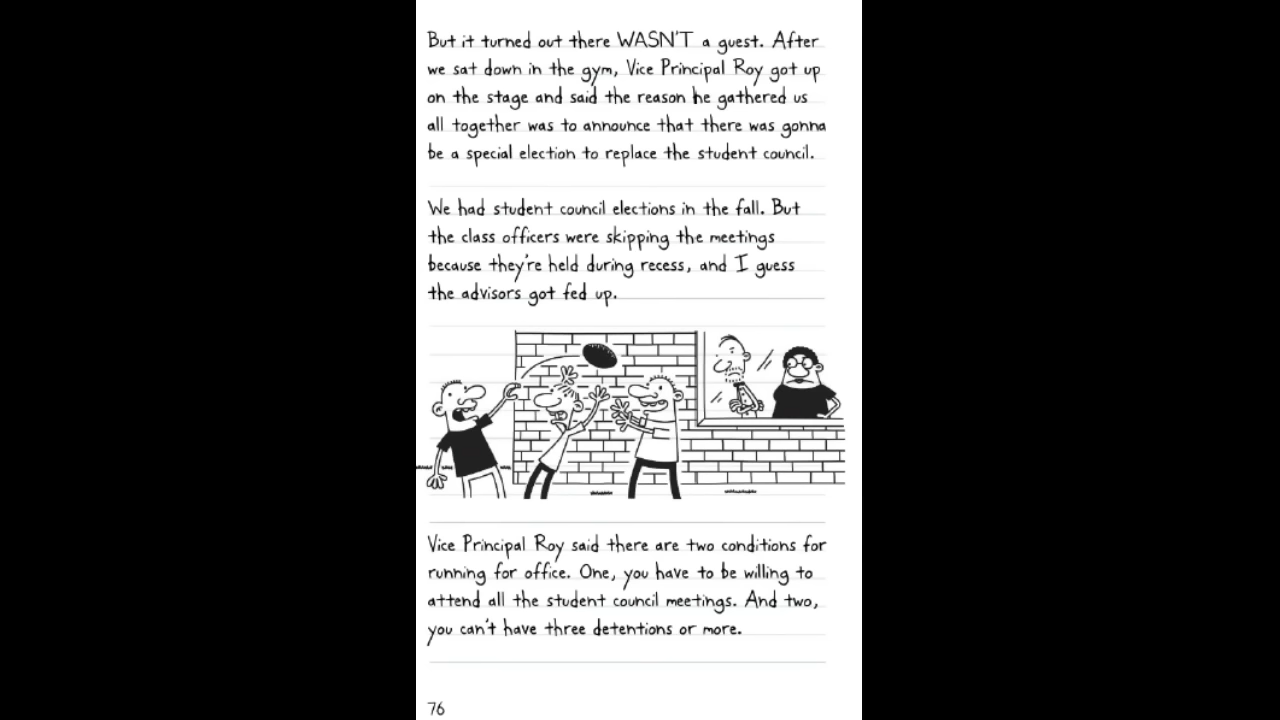 But it turned out there WASN'T a guest. After
we sat down in the gym, Vice Principal Roy got up
on the stage and said the reason he gathered us
all together was to announce that there was gonna
be a special election to replace the student council.
We had student council elections in the fall. But
the class officers were skipping the meetings
because they're held during recess, and I guess
the advisors got fed up.
Vice Principal Roy said there are two conditions for
running for office. One, you have to be willing to
attend all the student council meetings. And two,
you can't have three detentions or more.
76